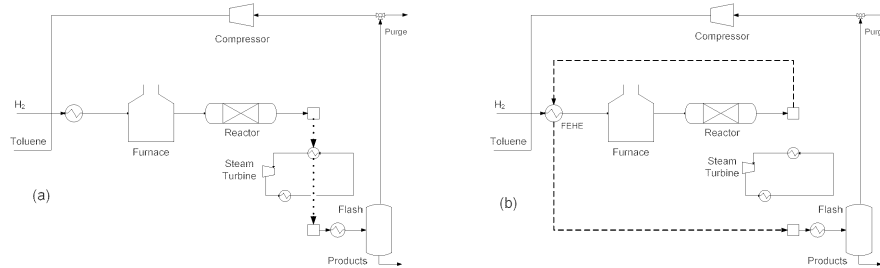 Compressor
Purge
H2
Toluene
Furnace
Reactor
Steam
Turbine
(a)
Flash
Products
Compressor
Purge
H2
Toluene
FEHE
Furnace
Reactor
Steam
Turbine
(b)
Flash
Products